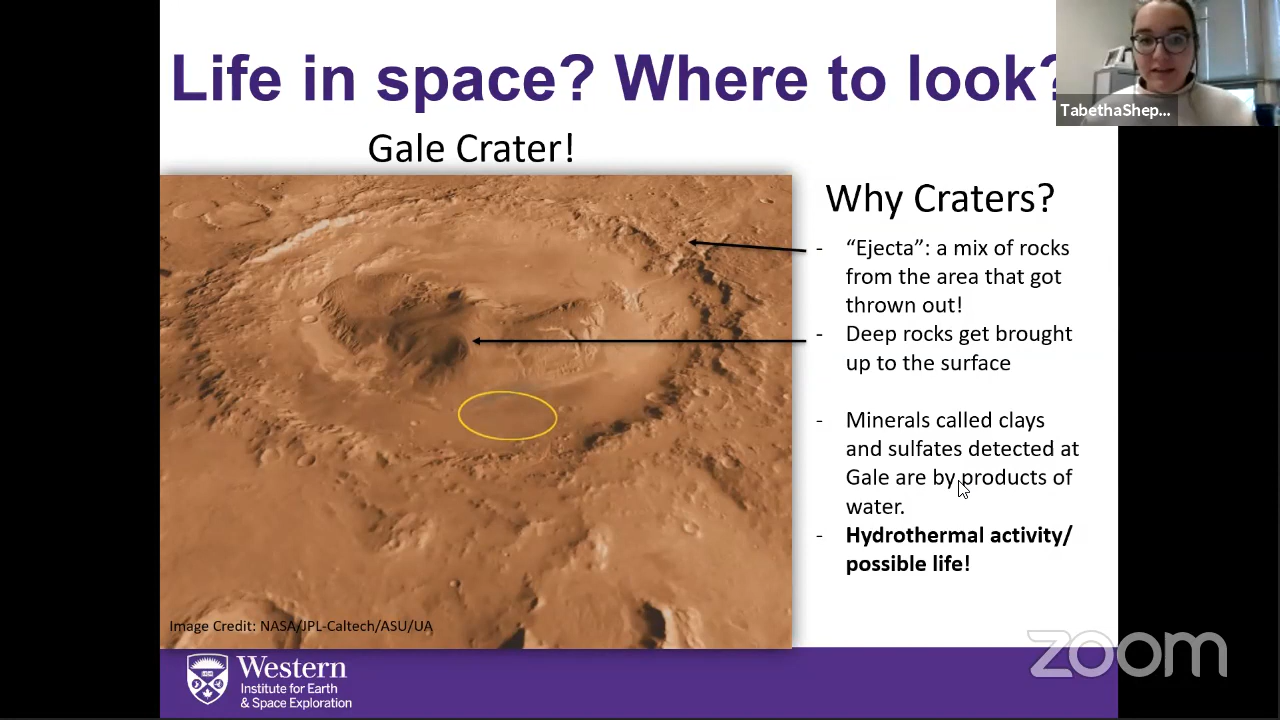 Life in space? Where to look?
TabethaShep...
Gale Crater!
Why Craters?
- “Ejecta”: a mix of rocks
from the area that got
thrown out!
- Deep rocks get brought
up to the surface
- Minerals called clays
and sulfates detected at
Gale are by products of
water.
- Hydrothermal activity/
possible life!
Image Credit: NASA/JPL-Caltech/ASU/UA
Western
Institute for Earth
& Space Exploration
zoom